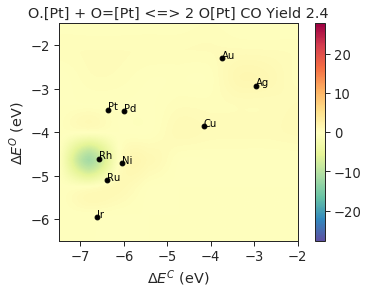 O.[Pt] + O=[Pt] <=> 2 O[Pt] CO Yield 2.4
ΔE^O (eV)
−2
−3
−4
−5
−6
Au
Ag
Pt
Pd
Cu
Rh
Ni
Ru
Ir
−7
−6
−5
−4
−3
−2
ΔE^C (eV)
20
10
0
−10
−20